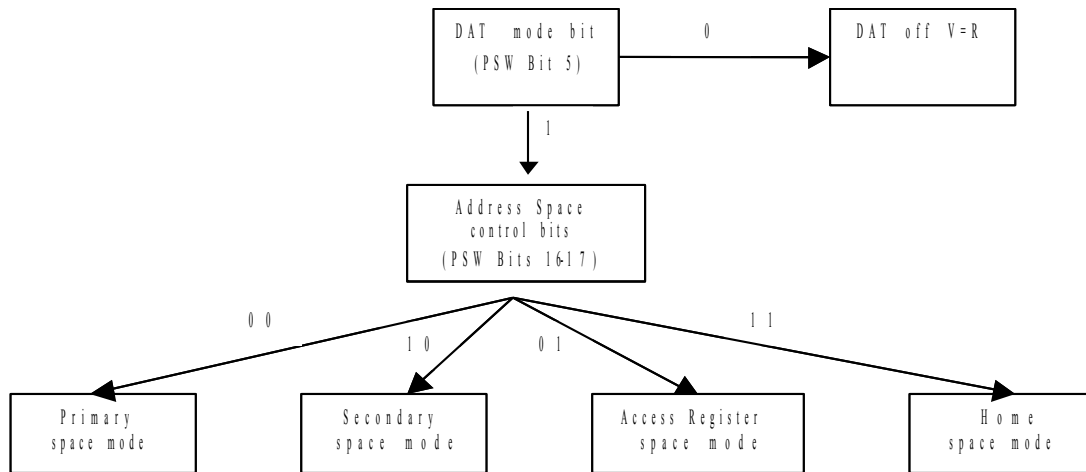 DAT mode bit
(PSW Bit 5)
0
DAT off V=R
1
Address Space
control bits
(PSW Bits 16-17)
00
10
01
11
Primary
space mode
Secondary
space mode
Access Register
space mode
Home
space mode